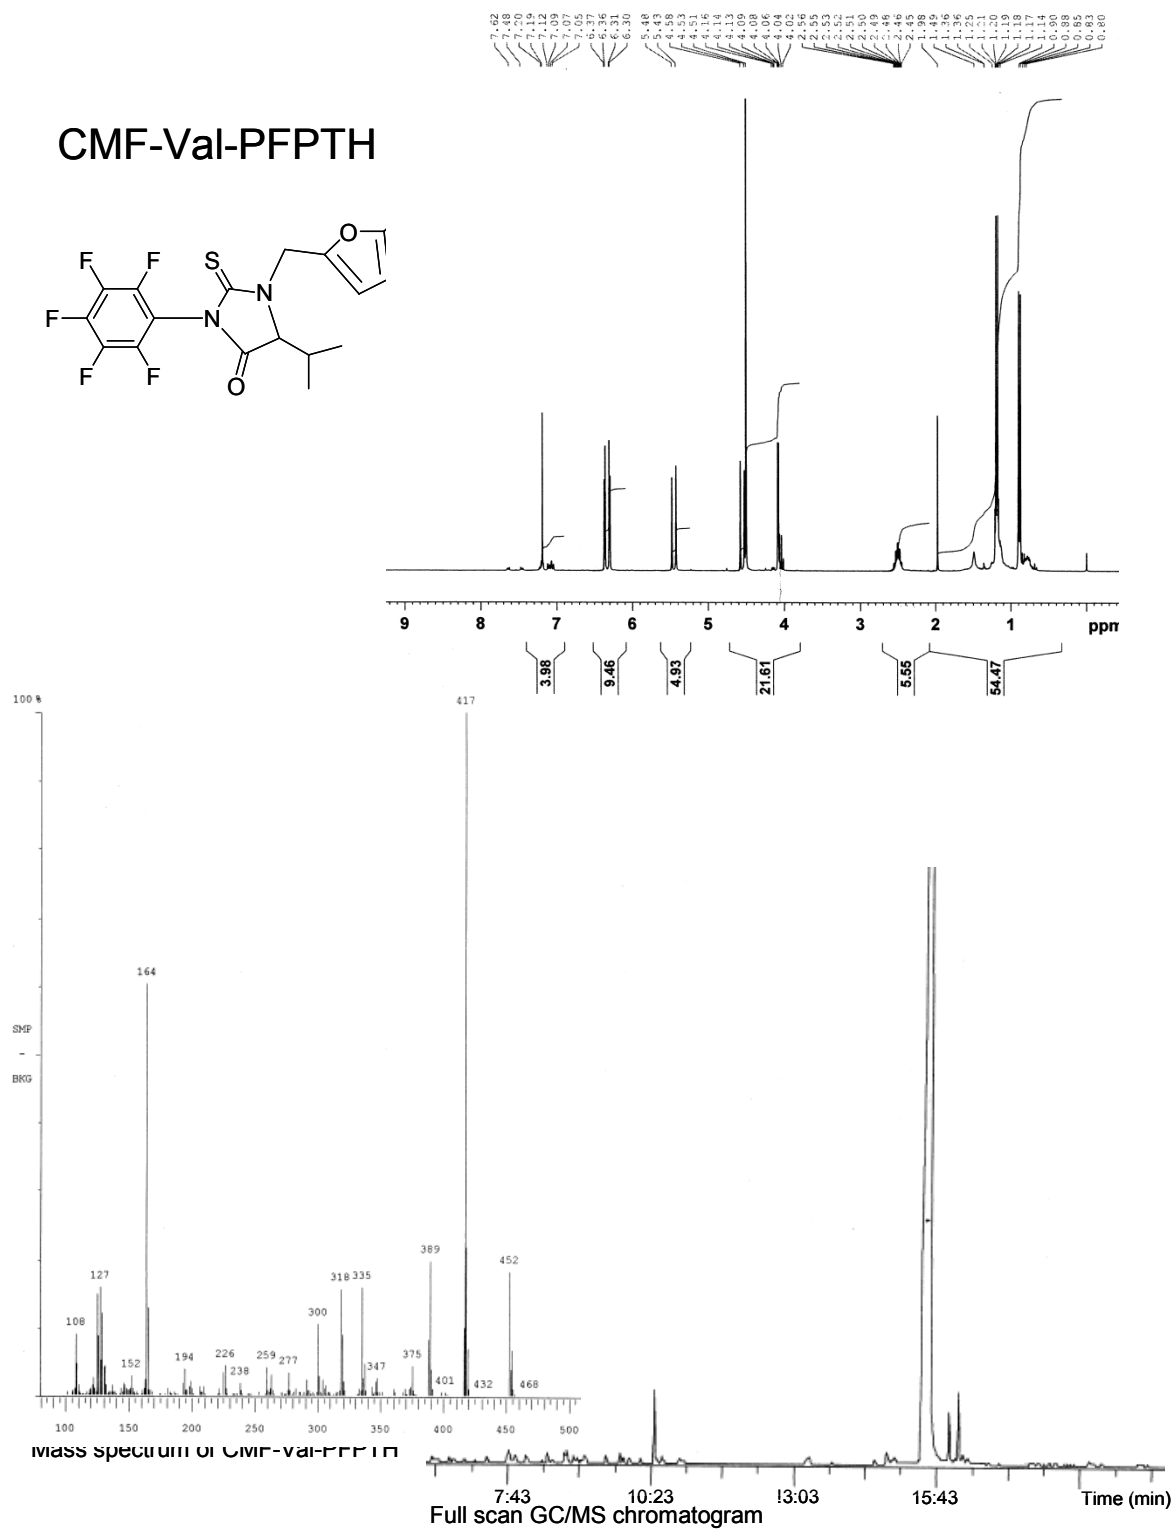 7.62 7.48 7.20 7.19 7.12 7.09 7.07 7.05 6.37 6.36 6.31 6.30 5.48 5.43 4.58 4.53 4.51 4.16 4.14 4.13 4.09 4.08 4.06 4.04 4.02 2.56 2.55 2.53 2.52 2.51 2.50 2.49 2.48 2.46 2.45 1.98 1.49 1.36 1.36 1.25 1.21 1.20 1.19 1.18 1.17 1.14 0.90 0.88 0.85 0.83 0.80
CMF-Val-PFPTH
O
F F S
N
F N
F F O
9 8 7 6 5 4 3 2 1 ppm
3.98 9.46 4.93 21.61 5.55 54.47
100%
417
164
SMP
-
BKG
389
452
127
318 335
300
108
152 194 226 238 259 277 347 375 401 432 468
100 150 200 250 300 350 400 450 500
Mass spectrum of CMF-Val-PFPTH
7:43 10:23 13:03 15:43 Time (min)
Full scan GC/MS chromatogram